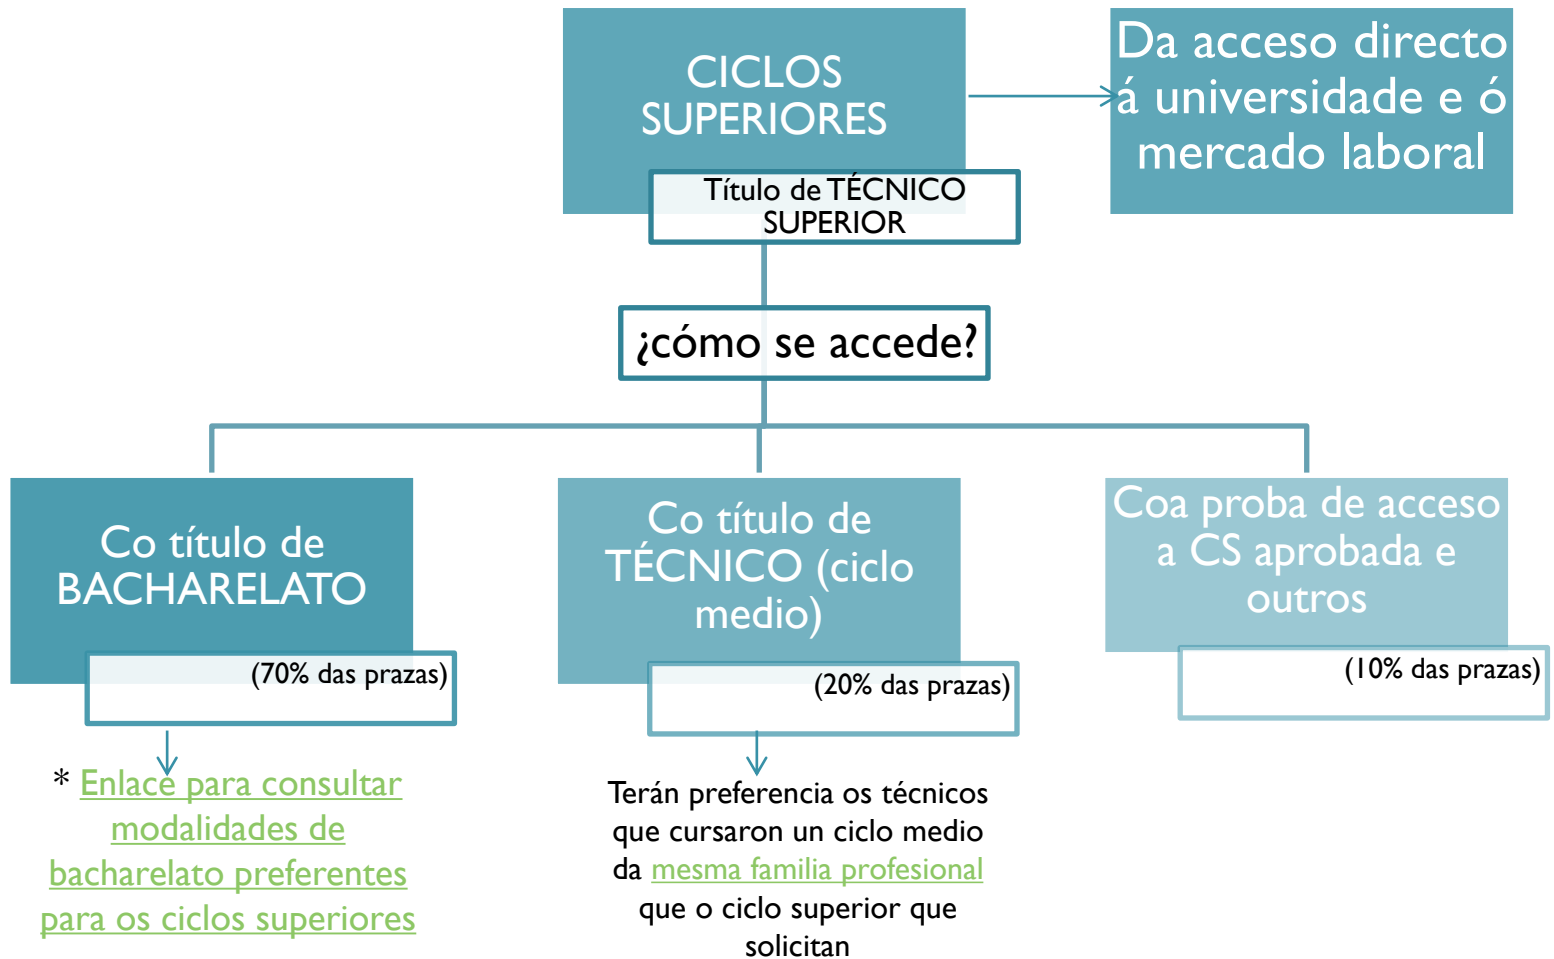 CICLOS
SUPERIORES
Título de TÉCNICO
SUPERIOR
Da acceso directo
á universidade e ó
mercado laboral
¿cómo se accede?
Co título de
BACHARELATO
(70% das prazas)
* Enlace para consultar
modalidades de
bacharelato preferentes
para os ciclos superiores
Co título de
TÉCNICO (ciclo
medio)
(20% das prazas)
Terán preferencia os técnicos
que cursaron un ciclo medio
da mesma familia profesional
que o ciclo superior que
solicitan
Coa proba de acceso
a CS aprobada e
outros
(10% das prazas)